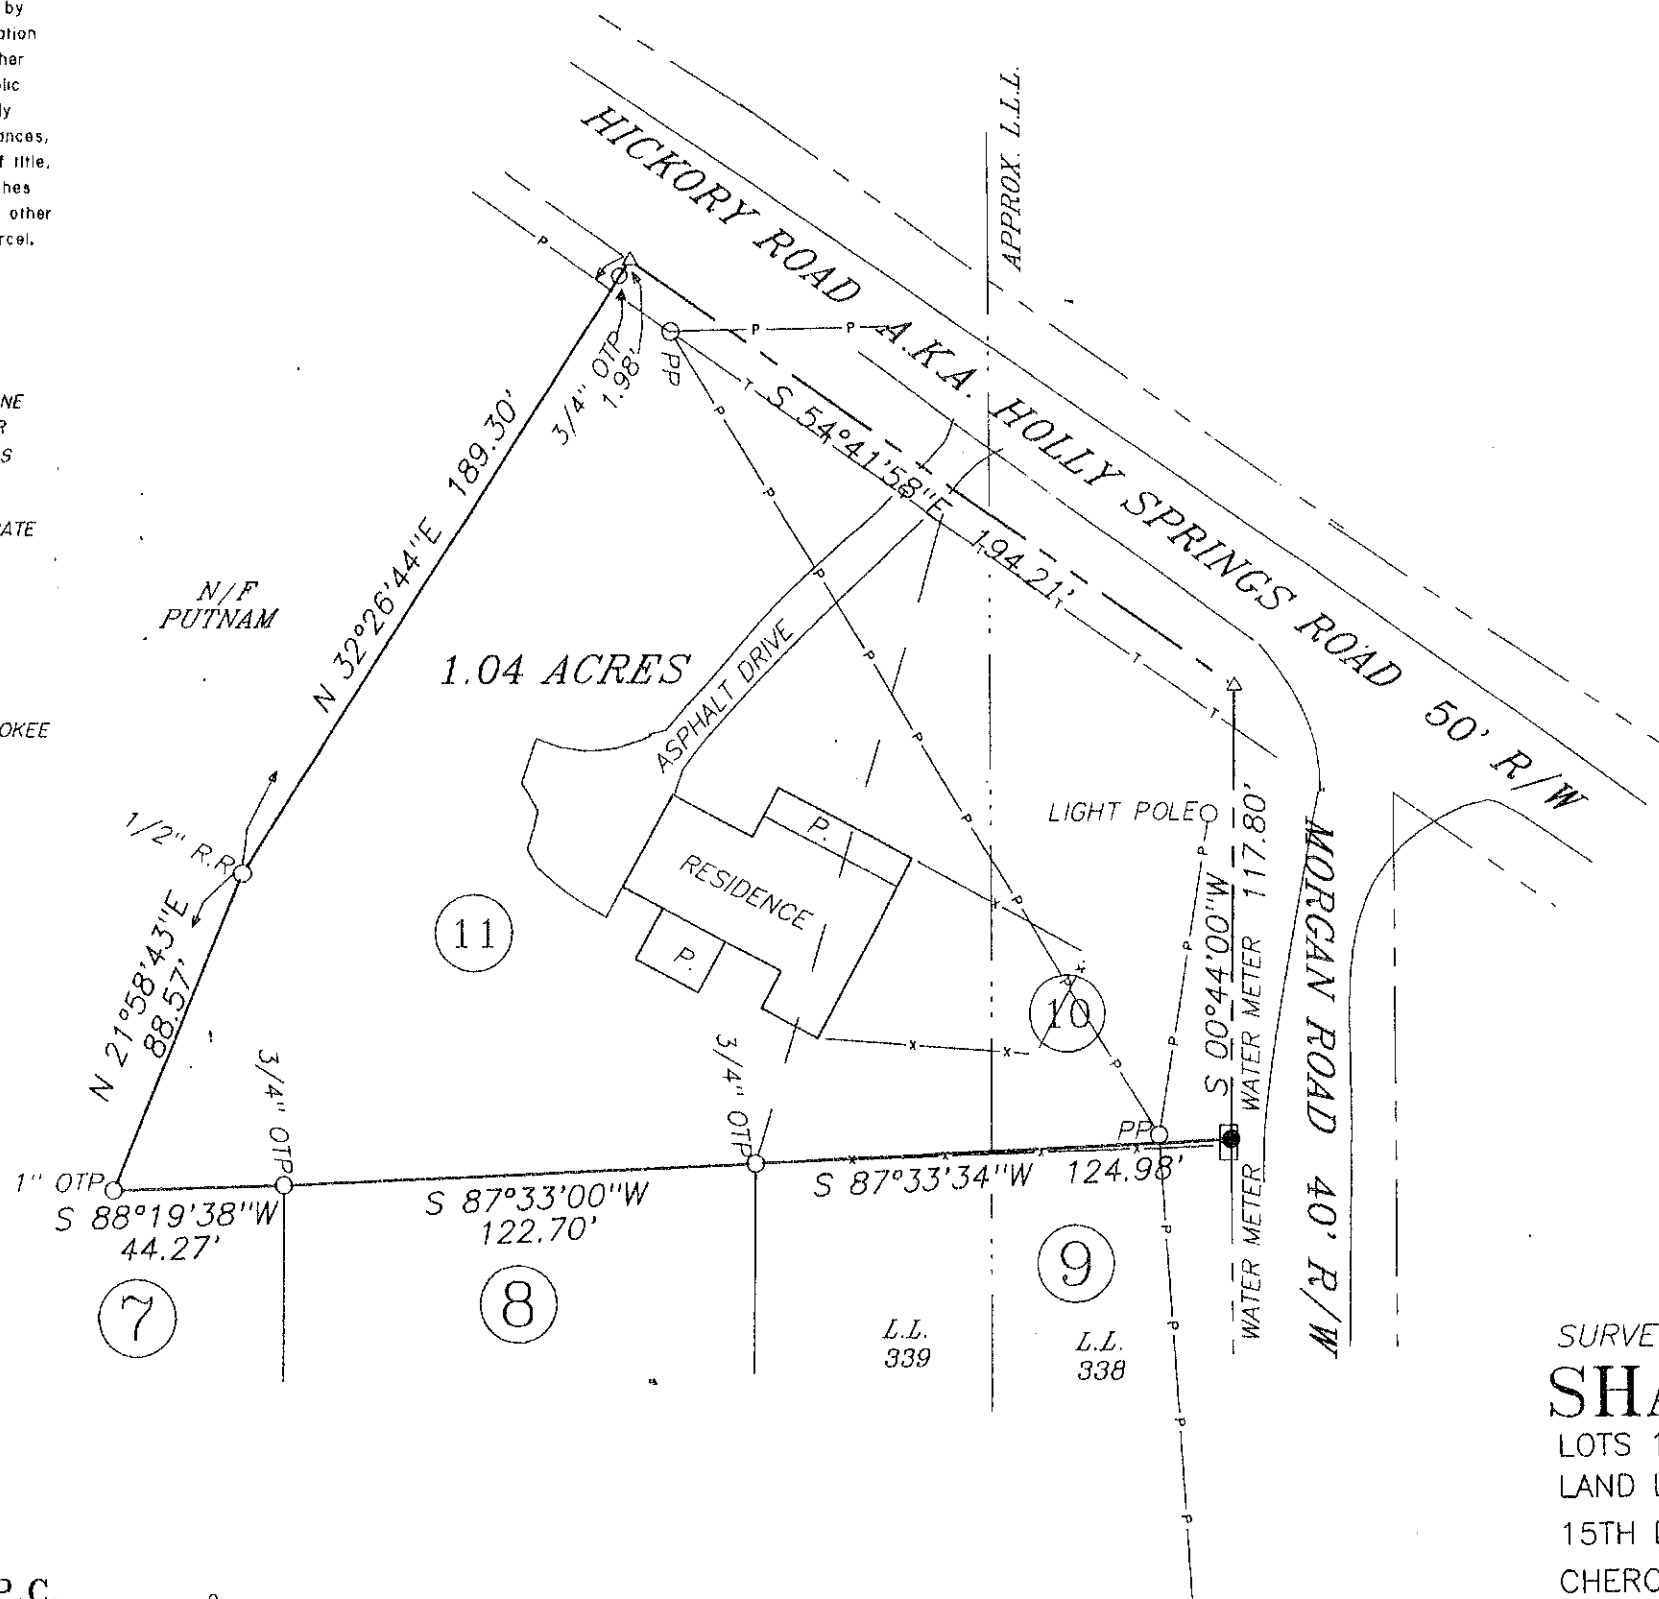 by
ation
her
olic
ly
ances,
f title,
hes
other
rcel.
NE
R
S
ATE
OKEE
HICKORY ROAD A.K.A. HOLLY SPRINGS ROAD 50' R/W
APPROX. L.L.L.
3/4" OTP
1.98'
PP
S 54°41'58"E 194.21'
N 32°26'44"E 189.30'
N/F
PUTNAM
1.04 ACRES
ASPHALT DRIVE
1/2" R.R
P.
RESIDENCE
P.
LIGHT POLE
11
10
N 21°58'43"E
88.57'
S 00°44'00"W 117.80'
WATER METER
WATER METER
MORGAN ROAD 40' R/W
3/4" OTP
3/4" OTP
PP
1" OTP
S 88°19'38"W
44.27'
S 87°33'00"W
122.70'
S 87°33'34"W 124.98'
7
8
9
L.L.
339
L.L.
338
SURVE
SHA
LOTS 1
LAND L
15TH
CHERO
P.C.